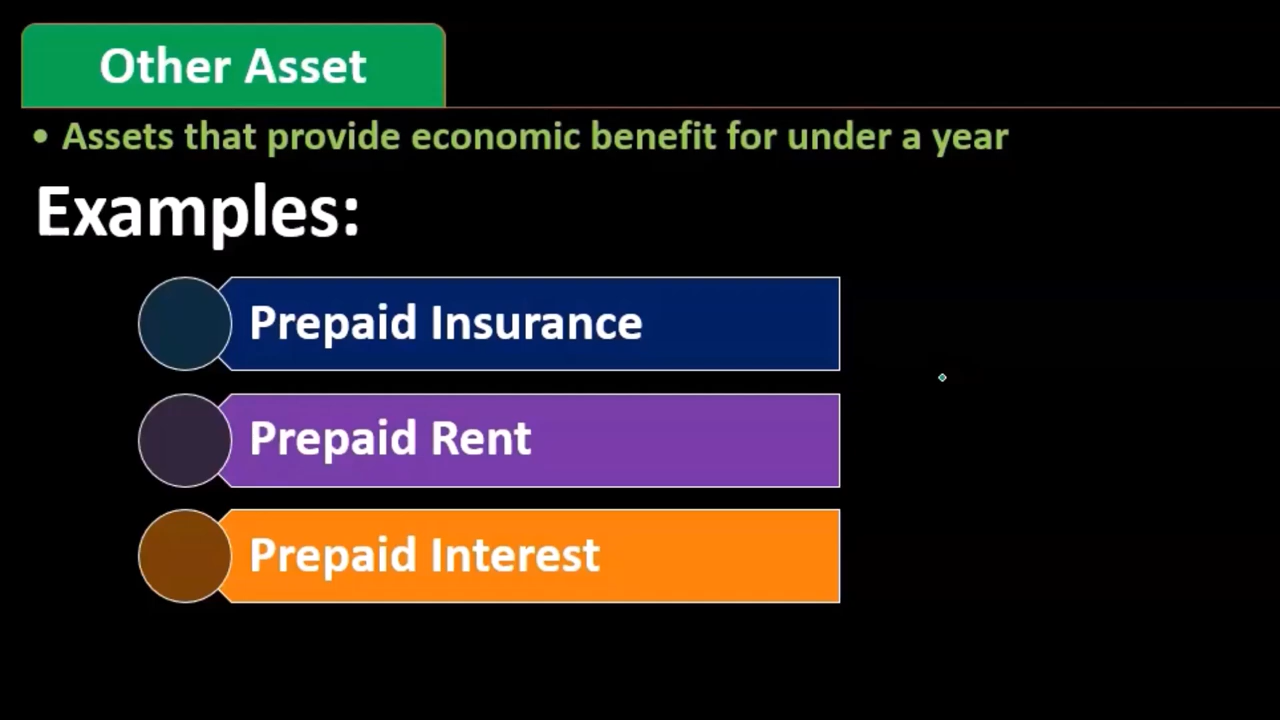 Other Asset
• Assets that provide economic benefit for under a year
Examples:
Prepaid Insurance
Prepaid Rent
Prepaid Interest